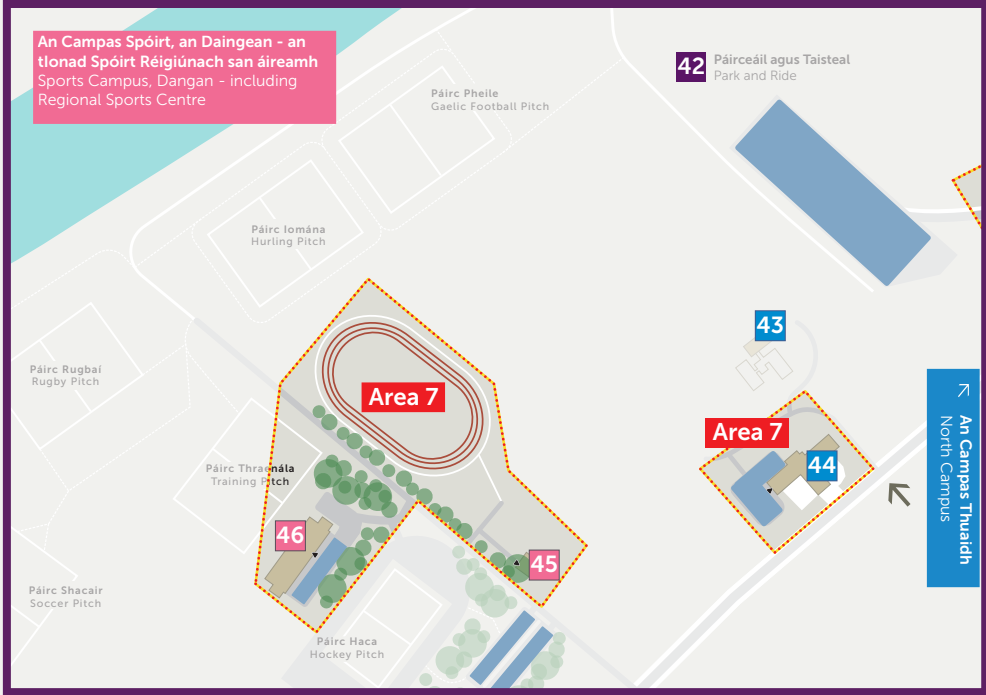 An Campas Spóirt, an Daingean - an
tIonad Spóirt Réigiúnach san áireamh
Sports Campus, Dangan - including
Regional Sports Centre
42
Páirceáil agus Taisteal
Park and Ride
Páirc Pheile
Gaelic Football Pitch
Páirc Iomána
Hurling Pitch
43
Páirc Rugbaí
Rugby Pitch
Area 7
Area 7
An Campas Thuaidh
North Campus
44
Páirc Thraenála
Training Pitch
46
45
Páirc Shacair
Soccer Pitch
Páirc Haca
Hockey Pitch